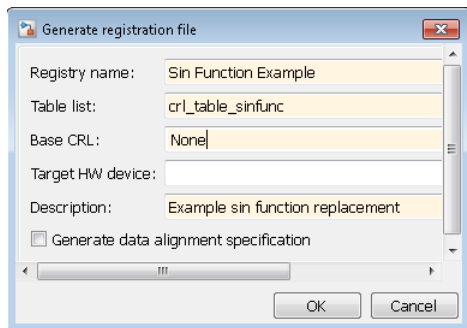 Generate registration file
Registry name: Sin Function Example
Table list: crl_table_sinfunc
Base CRL: None
Target HW device:
Description: Example sin function replacement
Generate data alignment specification
OK Cancel